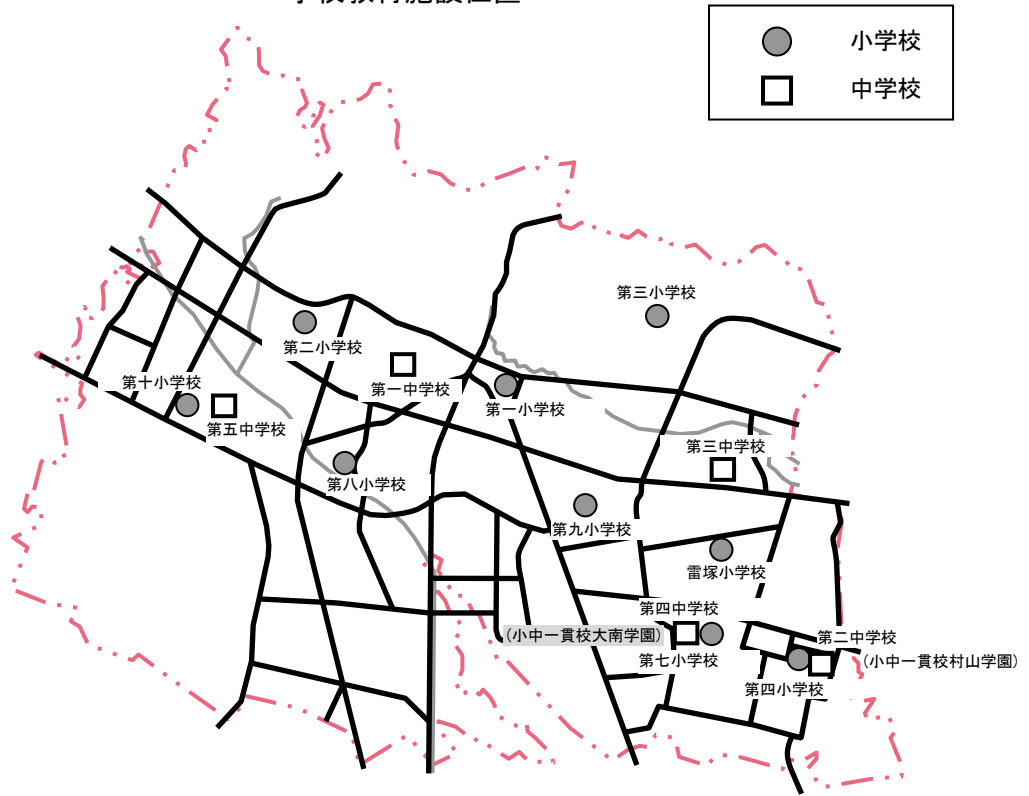 小学校
中学校
第三小学校
第二小学校
第十小学校
第一中学校
第一小学校
第五中学校
第三中学校
第八小学校
第九小学校
雷塚小学校
第四中学校
(小中一貫校大南学園)
第二中学校
第七小学校
(小中一貫校村山学園)
第四小学校